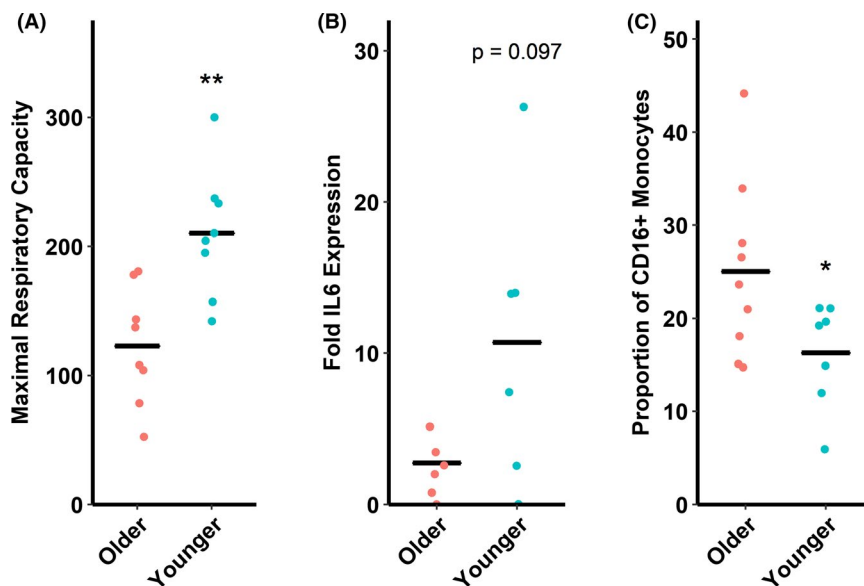 (A)
Maximal Respiratory Capacity
300
200
100
0
**
Older
Younger
(B)
Fold IL6 Expression
30
20
10
0
p = 0.097
Older
Younger
(C)
Proportion of CD16+ Monocytes
50
40
30
20
10
0
*
Older
Younger